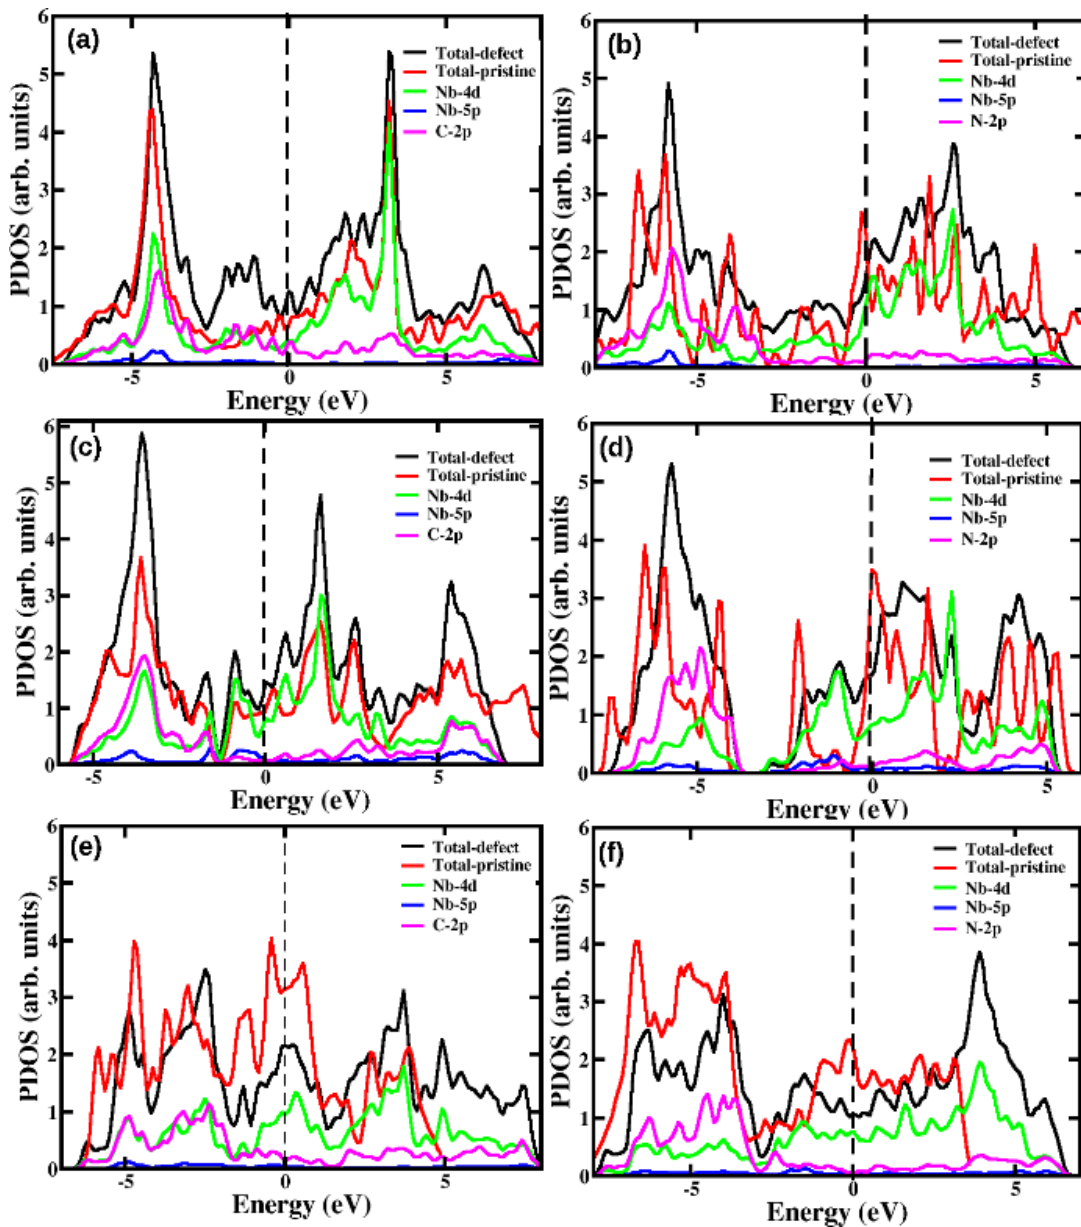 (a)
Total-defect
Total-pristine
Nb-4d
Nb-5p
C-2p
PDOS (arb. units)
6
5
4
3
2
1
0
-5
0
5
Energy (eV)
(b)
Total-defect
Total-pristine
Nb-4d
Nb-5p
N-2p
PDOS (arb. units)
6
5
4
3
2
1
0
-5
0
5
Energy (eV)
(c)
Total-defect
Total-pristine
Nb-4d
Nb-5p
C-2p
PDOS (arb. units)
6
5
4
3
2
1
0
-5
0
5
Energy (eV)
(d)
Total-defect
Total-pristine
Nb-4d
Nb-5p
N-2p
PDOS (arb. units)
6
5
4
3
2
1
0
-5
0
5
Energy (eV)
(e)
Total-defect
Total-pristine
Nb-4d
Nb-5p
C-2p
PDOS (arb. units)
6
5
4
3
2
1
0
-5
0
5
Energy (eV)
(f)
Total-defect
Total-pristine
Nb-4d
Nb-5p
N-2p
PDOS (arb. units)
6
5
4
3
2
1
0
-5
0
5
Energy (eV)